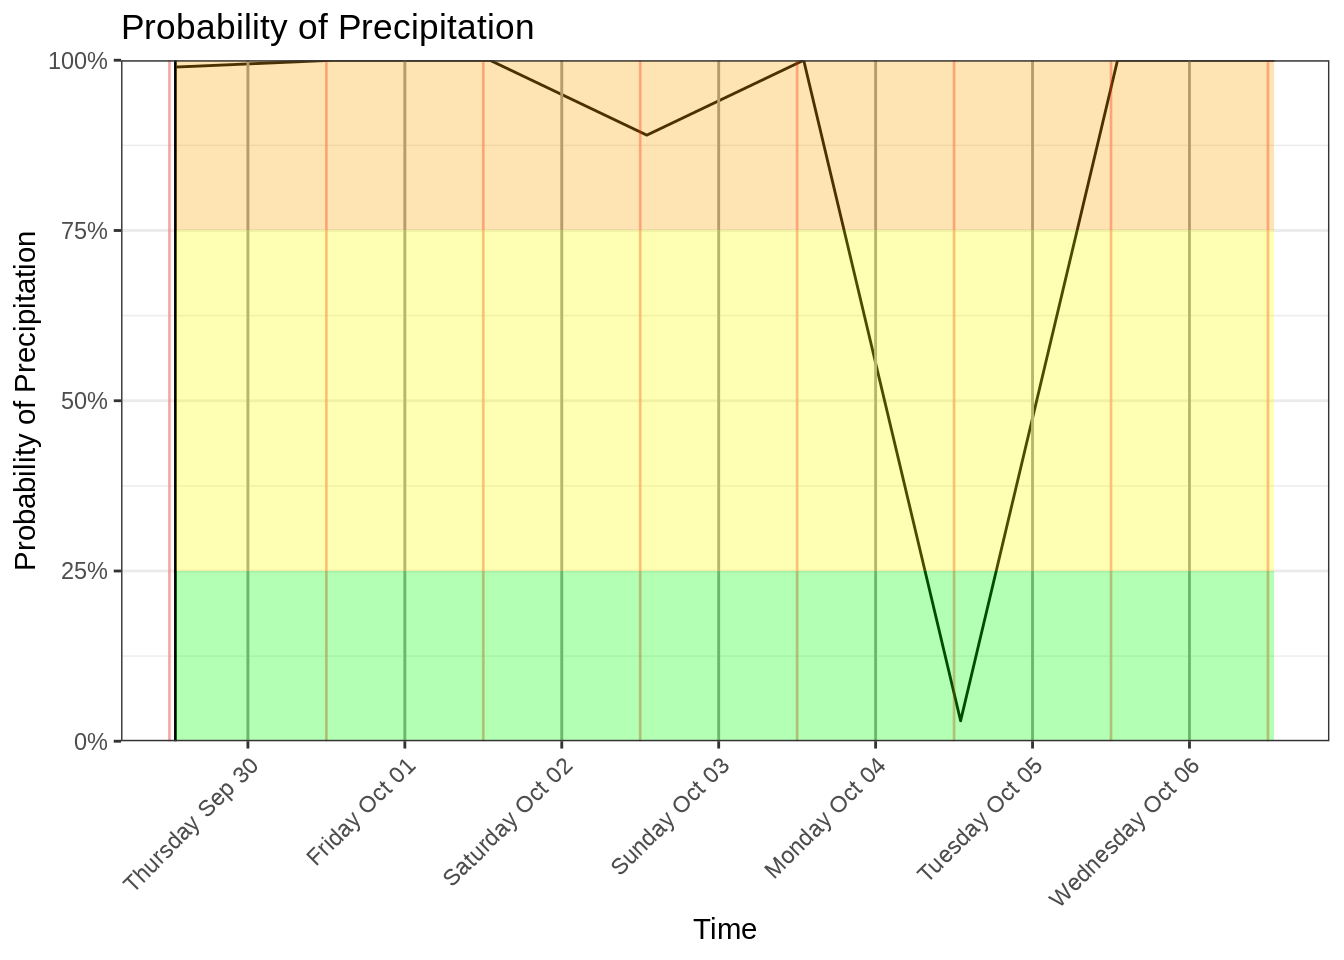 Probability of Precipitation
Probability of Precipitation
100%
75%
50%
25%
0%
Thursday Sep 30
Friday Oct 01
Saturday Oct 02
Sunday Oct 03
Monday Oct 04
Tuesday Oct 05
Wednesday Oct 06
Time